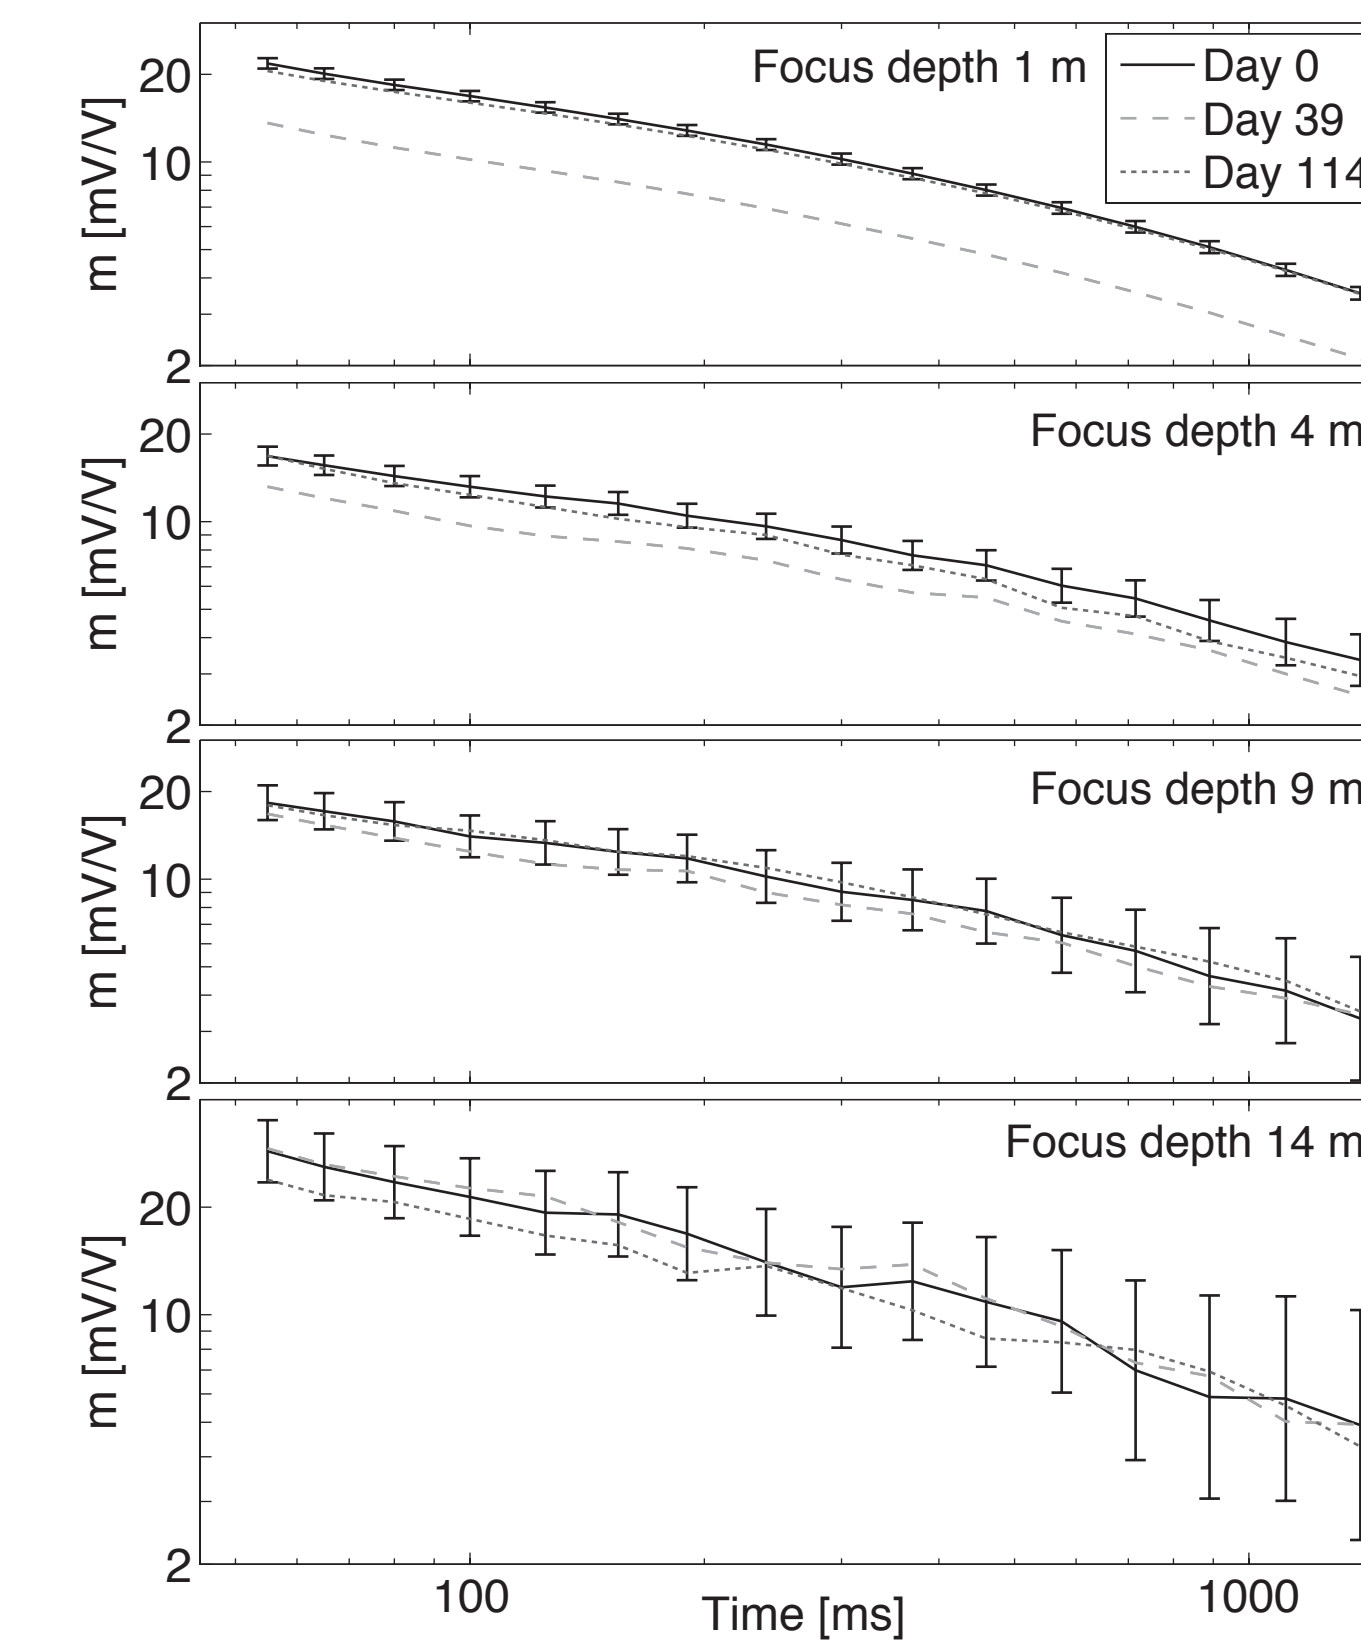 Focus depth 1 m
Day 0
Day 39
Day 114
20
10
2
m [mV/V]
Focus depth 4 m
20
10
2
m [mV/V]
Focus depth 9 m
20
10
2
m [mV/V]
Focus depth 14 m
20
10
2
m [mV/V]
100
1000
Time [ms]